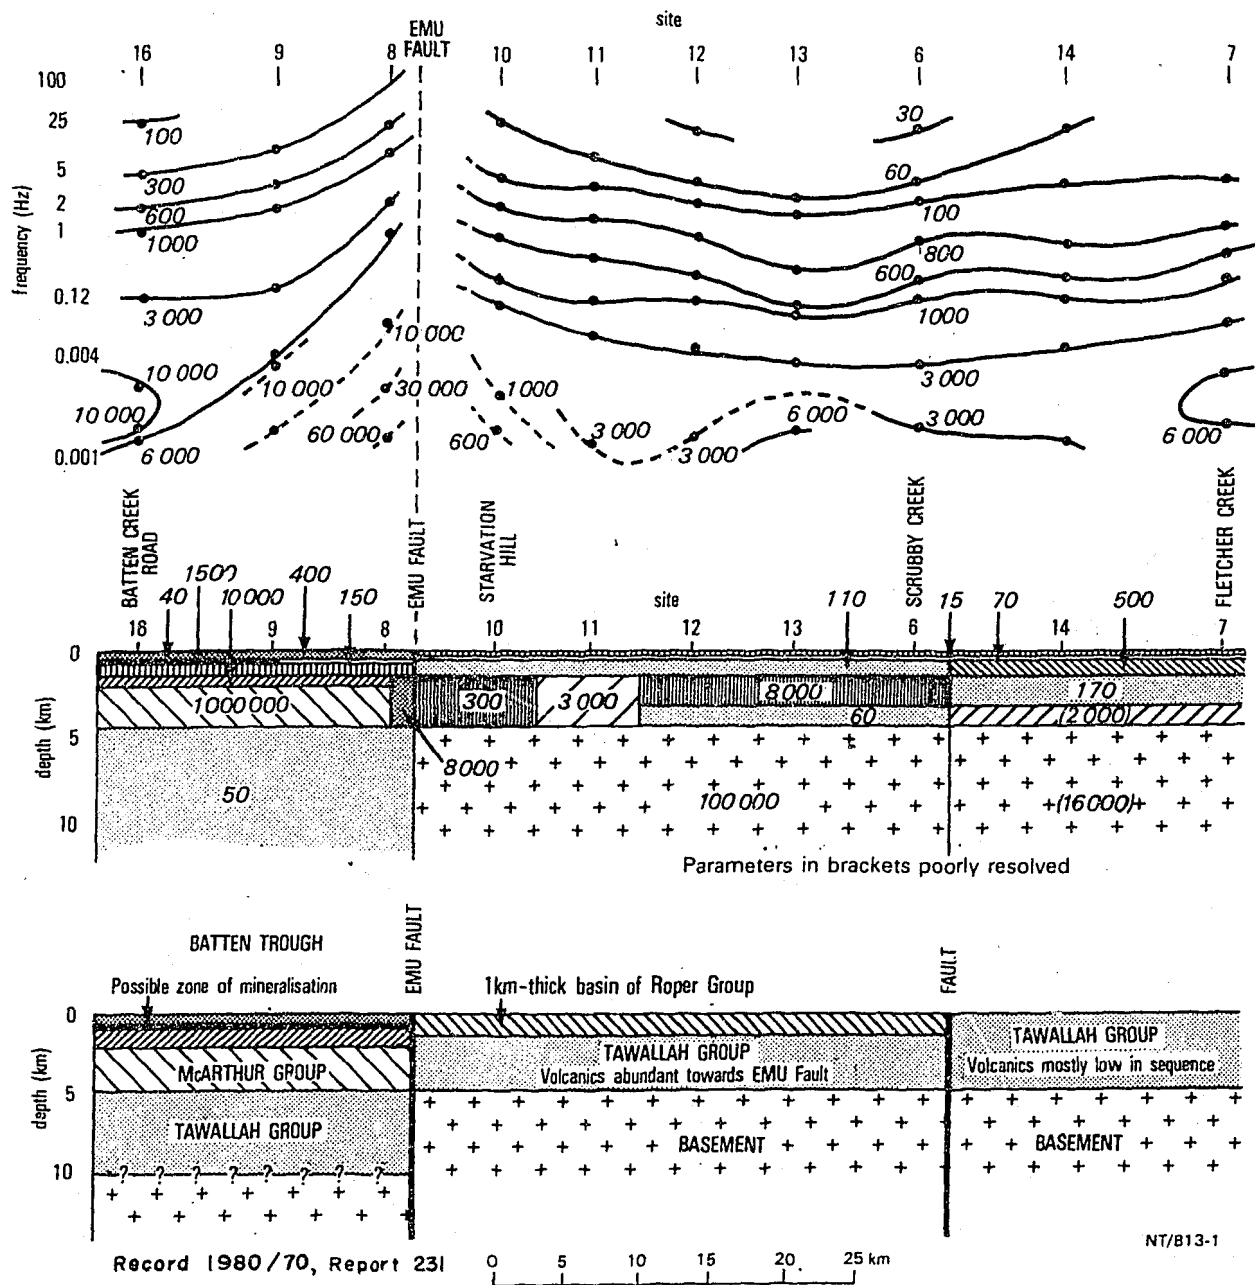 site
EMU
FAULT
16 9 8 10 11 12 13 6 14 7
100
25
5
2
1
0.12
0.004
0.001
frequency (Hz)
100
300
600
1000
3 000
10 000
10 000
6 000
10 000
10 000
30 000
60 000
1000
600
3 000
3 000
6 000
3 000
30
60
100
800
600
1000
3 000
6 000
BATTEN CREEK
ROAD
EMU FAULT
STARVATION
HILL
SCRUBBY CREEK
FLETCHER CREEK
40 1500 10 000 400 150 site 110 15 70 500
18 9 8 10 11 12 13 6 14 7
0
5
10
depth (km)
1000 000
300
3 000
8 000
170
60
(2 000)
8 000
50
100 000
(16 000)
Parameters in brackets poorly resolved
BATTEN TROUGH
EMU FAULT
FAULT
Possible zone of mineralisation
1km-thick basin of Roper Group
0
5
10
depth (km)
McARTHUR GROUP
TAWALLAH GROUP
TAWALLAH GROUP
Volcanics abundant towards EMU Fault
TAWALLAH GROUP
Volcanics mostly low in sequence
BASEMENT
BASEMENT
? ? ? ? ? ? ? ?
NT/B13-1
Record 1980/70, Report 231
0 5 10 15 20 25 km